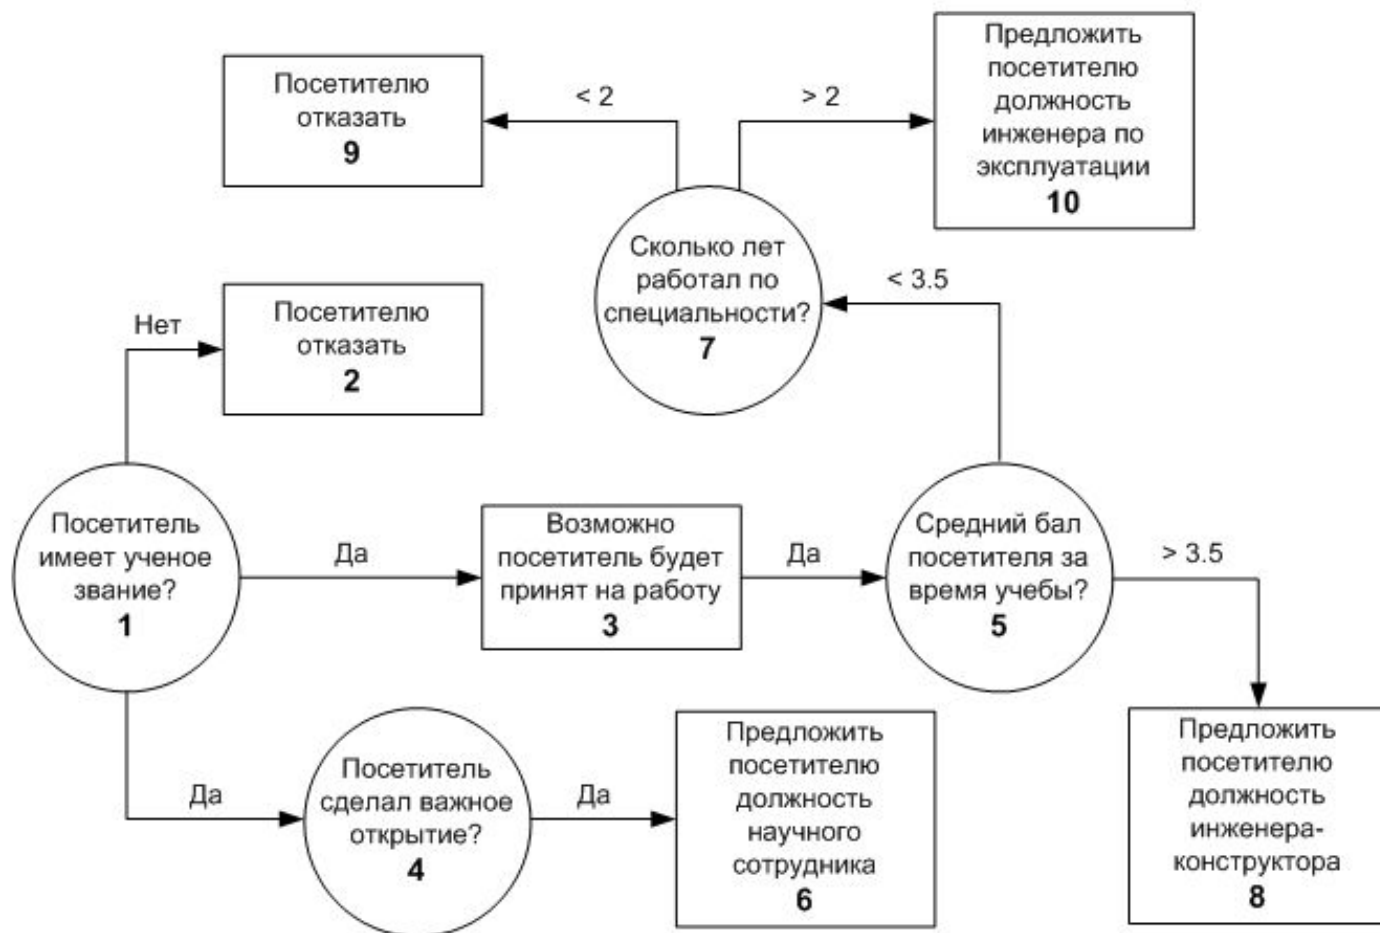 Посетителю
отказать
9
< 2
> 2
Предложить
посетителю
должность
инженера по
эксплуатации
10
Сколько лет
работал по
специальности?
7
< 3.5
Нет
Посетителю
отказать
2
Посетитель
имеет ученое
звание?
1
Да
Возможно
посетитель будет
принят на работу
3
Да
Средний бал
посетителя за
время учебы?
5
> 3.5
Да
Посетитель
сделал важное
открытие?
4
Да
Предложить
посетителю
должность
научного
сотрудника
6
Предложить
посетителю
должность
инженера-
конструктора
8